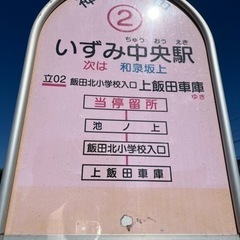 ②
ちゅう おう えき
いずみ中央駅
次は 和泉坂上
立02 飯田北小学校入口 上飯田車庫 ゆき
当停留所
池ノ上
飯田北小学校入口
上飯田車庫